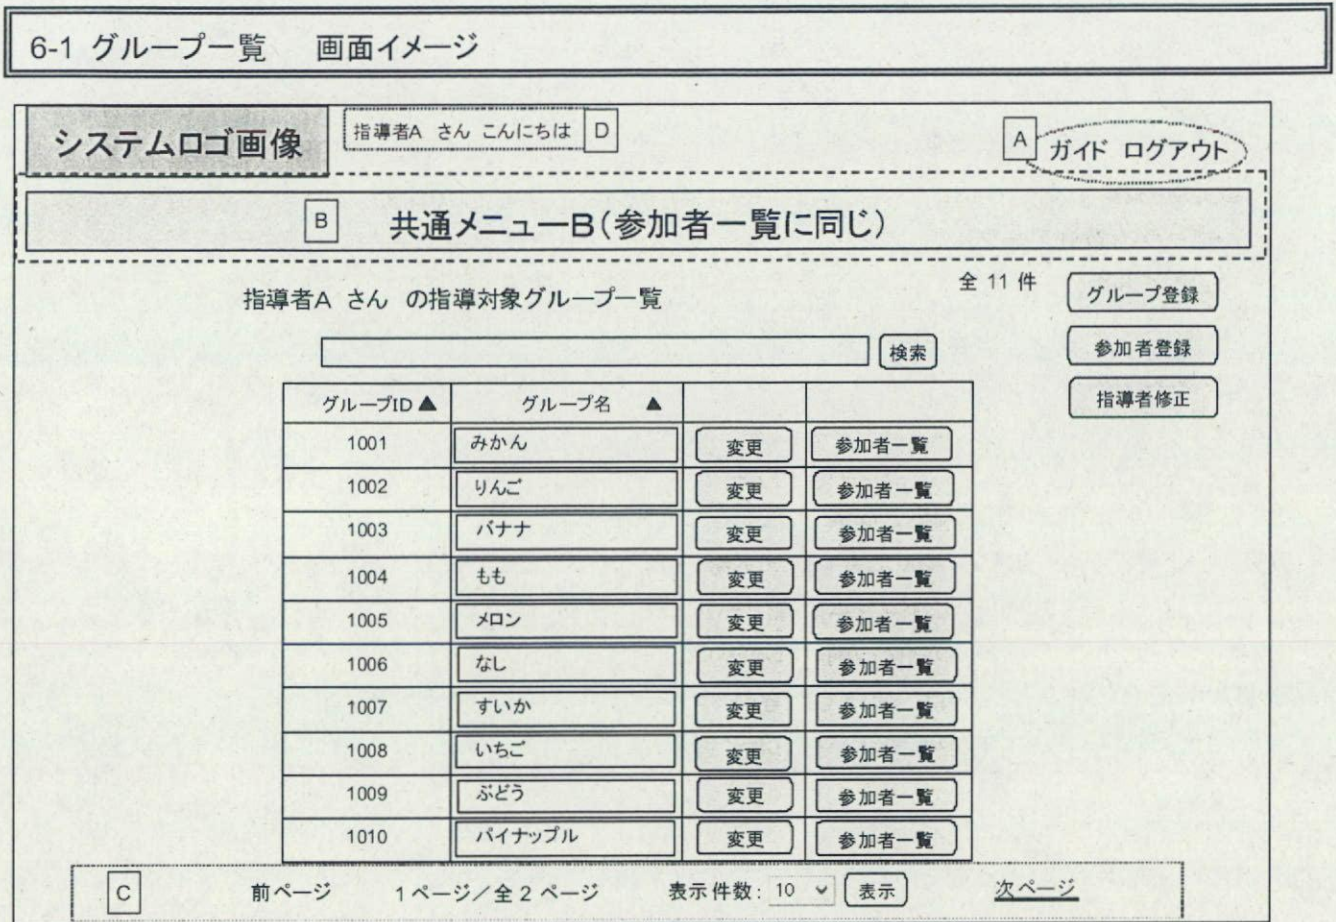 6-1 グループ一覧 画面イメージ
システムロゴ画像
指導者A さん こんにちは D
A ガイド ログアウト
B 共通メニューB(参加者一覧に同じ)
指導者A さん の指導対象グループ一覧
全 11 件
グループ登録
検索
参加者登録
指導者修正
グループID ▲ グループ名 ▲
1001 みかん 変更 参加者一覧
1002 りんご 変更 参加者一覧
1003 バナナ 変更 参加者一覧
1004 もも 変更 参加者一覧
1005 メロン 変更 参加者一覧
1006 なし 変更 参加者一覧
1007 すいか 変更 参加者一覧
1008 いちご 変更 参加者一覧
1009 ぶどう 変更 参加者一覧
1010 パイナップル 変更 参加者一覧
C 前ページ 1ページ/全2ページ 表示件数: 10 表示 次ページ